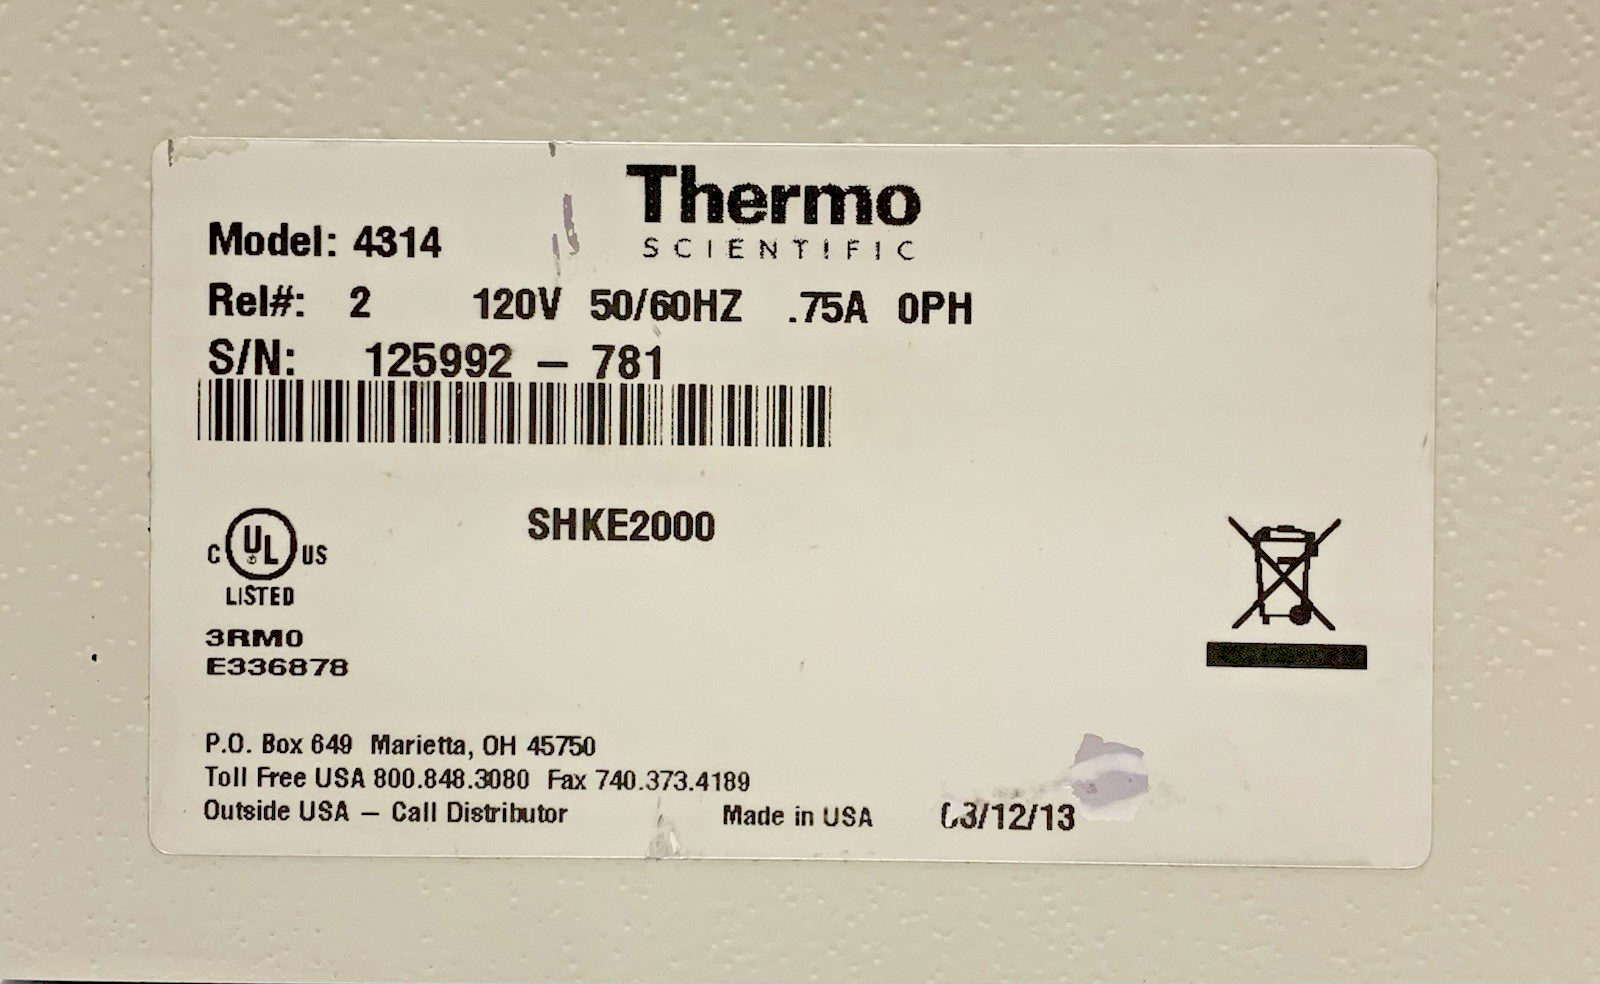 Thermo
SCIENTIFIC
Model: 4314
Rel#: 2 120V 50/60HZ .75A 0PH
S/N: 125992 – 781
SHKE2000
C UL US
LISTED
3RM0
E336878
P.O. Box 649 Marietta, OH 45750
Toll Free USA 800.848.3080 Fax 740.373.4189
Outside USA – Call Distributor Made in USA 03/12/13